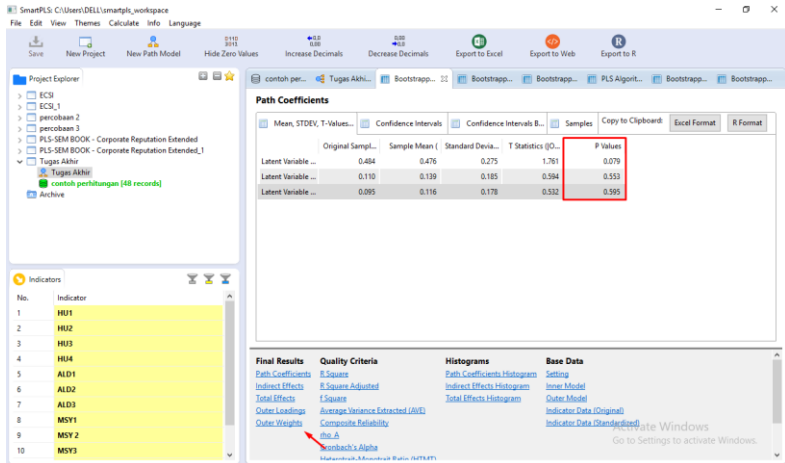 SmartPLS: C:\Users\DELL\smartpls_workspace
File Edit View Themes Calculate Info Language
Save New Project New Path Model Hide Zero Values Increase Decimals Decrease Decimals Export to Excel Export to Web Export to R
Project Explorer
ECSI
ECSI_1
percobaan 2
percobaan 3
PLS-SEM BOOK - Corporate Reputation Extended
PLS-SEM BOOK - Corporate Reputation Extended_1
Tugas Akhir
Tugas Akhir
contoh perhitungan [48 records]
Archive
Indicators
No. Indicator
1 HU1
2 HU2
3 HU3
4 HU4
5 ALD1
6 ALD2
7 ALD3
8 MSY1
9 MSY 2
10 MSY3
contoh per... Tugas Akhi... Bootstrapp... Bootstrapp... Bootstrapp... PLS Algorit... Bootstrapp... Bootstrapp...
Path Coefficients
Mean, STDEV, T-Values... Confidence Intervals Confidence Intervals B... Samples Copy to Clipboard: Excel Format R Format
Original Sampl... Sample Mean ( Standard Devia... T Statistics (|O... P Values
Latent Variable ... 0.484 0.476 0.275 1.761 0.079
Latent Variable ... 0.110 0.139 0.185 0.594 0.553
Latent Variable ... 0.095 0.116 0.178 0.532 0.595
Final Results Quality Criteria Histograms Base Data
Path Coefficients R Square Path Coefficients Histogram Setting
Indirect Effects R Square Adjusted Indirect Effects Histogram Inner Model
Total Effects f Square Total Effects Histogram Outer Model
Outer Loadings Average Variance Extracted (AVE) Indicator Data (Original)
Outer Weights Composite Reliability Indicator Data (Standardized)
rho_A
Cronbach's Alpha
Heterotrait-Monotrait Ratio (HTMT)
Activate Windows
Go to Settings to activate Windows.